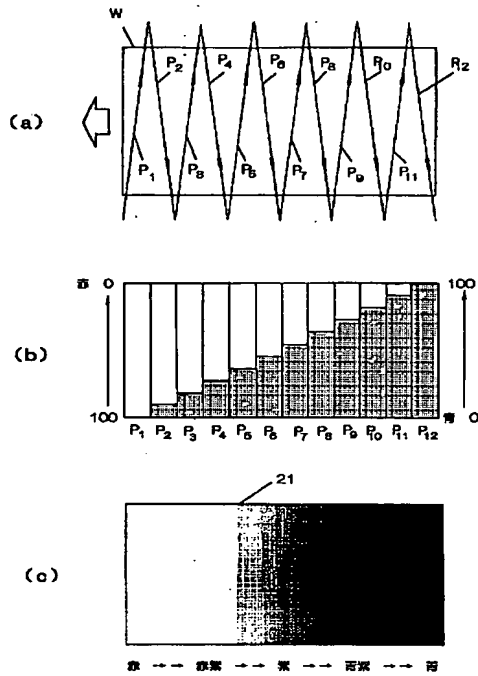 W
P2 P4 P6 P8 P10 R2
(a)
P1 P3 P5 P7 P9 P11
赤 0 100
(b)
100 青 0
P1 P2 P3 P4 P5 P6 P7 P8 P9 P10 P11 P12
21
(c)
赤 →→ 赤紫 →→ 紫 →→ 青紫 →→ 青